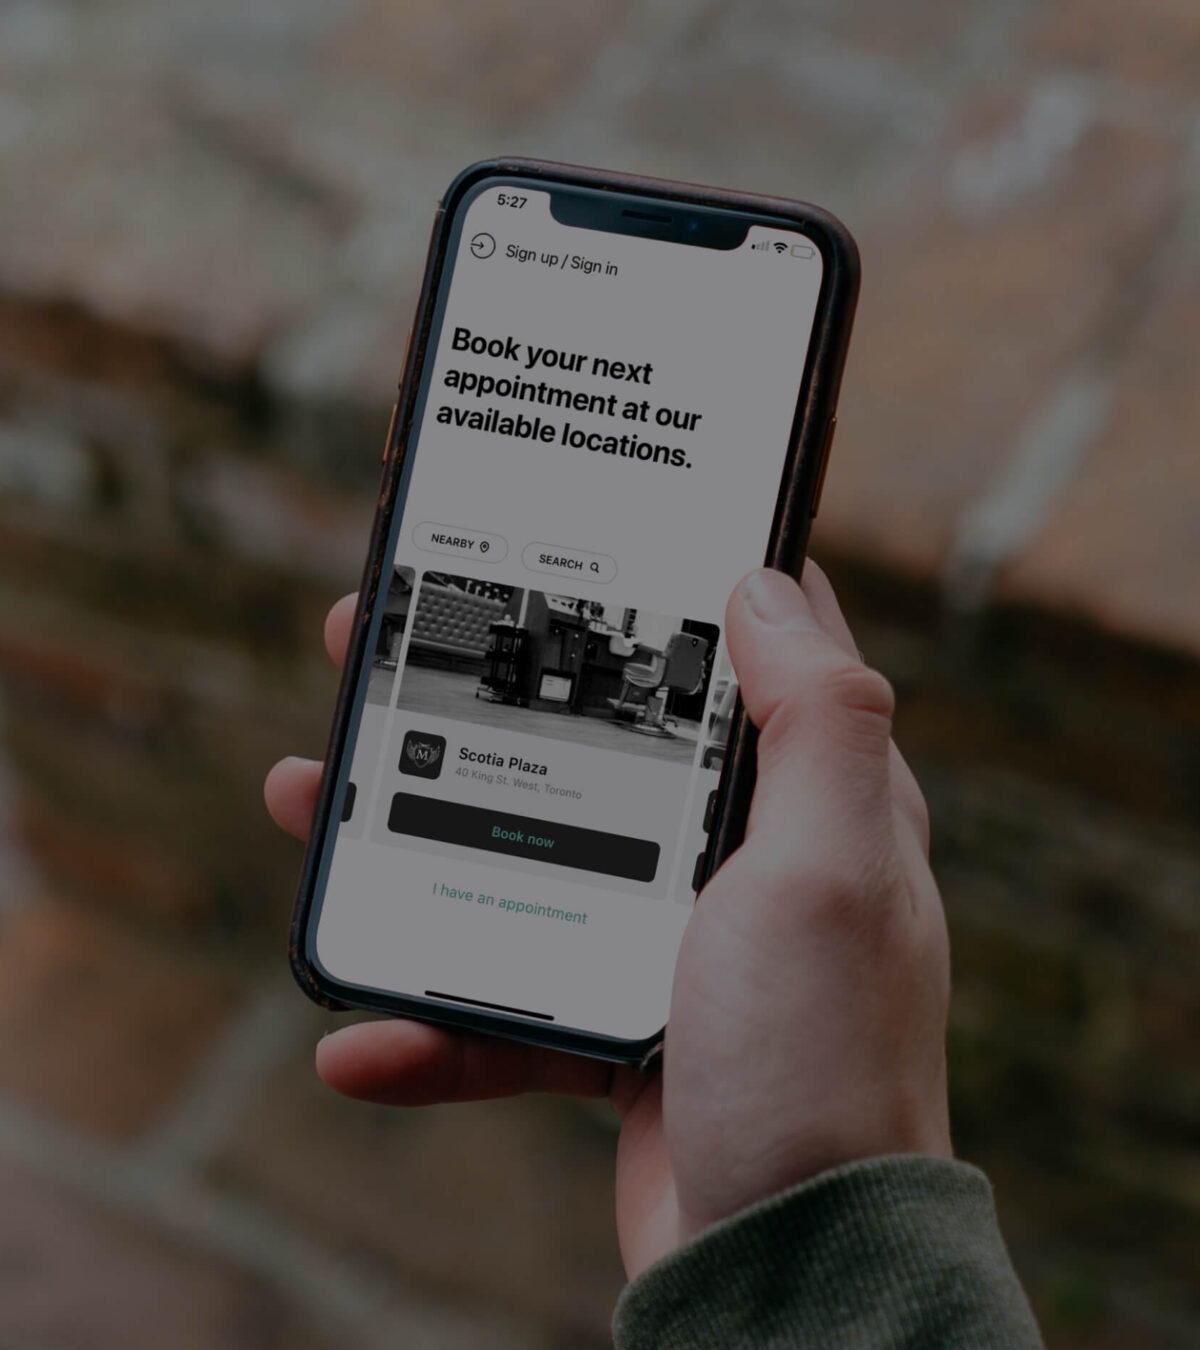 5:27
Sign up / Sign in
Book your next
appointment at our
available locations.
NEARBY
SEARCH
M
Scotia Plaza
40 King St. West, Toronto
Book now
I have an appointment